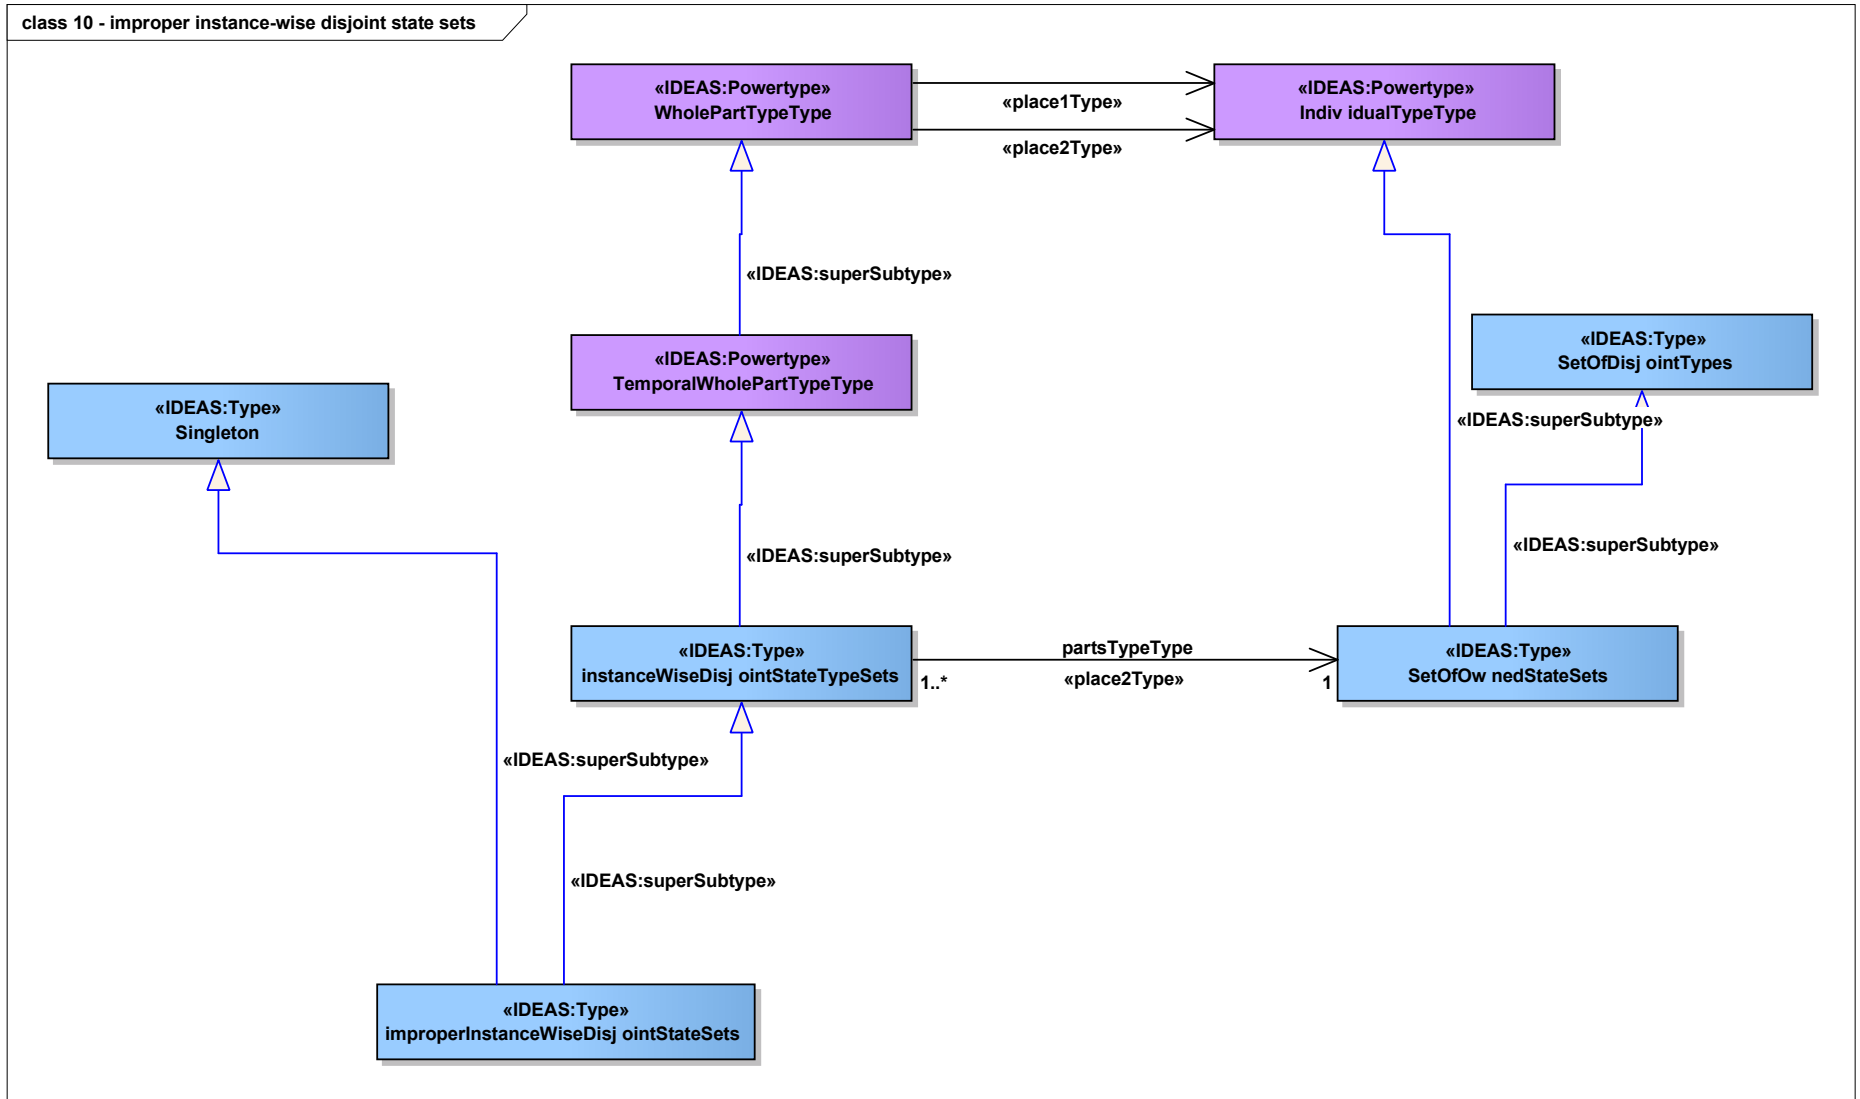 class 10 - improper instance-wise disjoint state sets
«IDEAS:Powertype»
WholePartTypeType
«place1Type»
«place2Type»
«IDEAS:Powertype»
Indiv idualTypeType
«IDEAS:superSubtype»
«IDEAS:Type»
SetOfDisj ointTypes
«IDEAS:Powertype»
TemporalWholePartTypeType
«IDEAS:Type»
Singleton
«IDEAS:superSubtype»
«IDEAS:superSubtype»
«IDEAS:superSubtype»
«IDEAS:Type»
instanceWiseDisj ointStateTypeSets
partsTypeType
1..*
«place2Type»
1
«IDEAS:Type»
SetOfOw nedStateSets
«IDEAS:superSubtype»
«IDEAS:superSubtype»
«IDEAS:Type»
improperInstanceWiseDisj ointStateSets